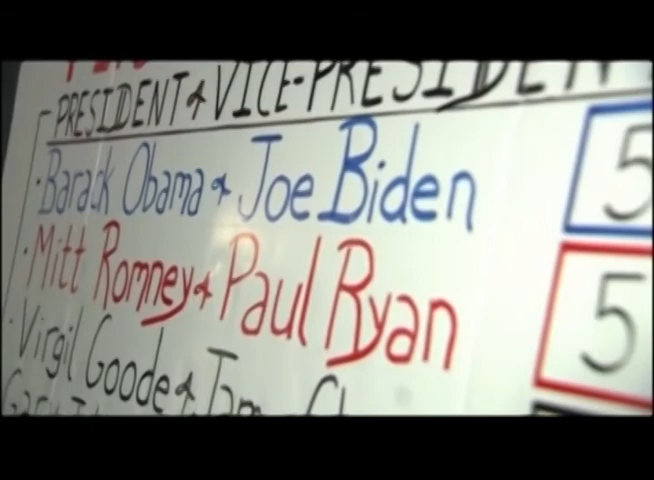 PRESIDENT & VICE-PRESIDENT
Barack Obama & Joe Biden 5
Mitt Romney & Paul Ryan 5
Virgil Goode &